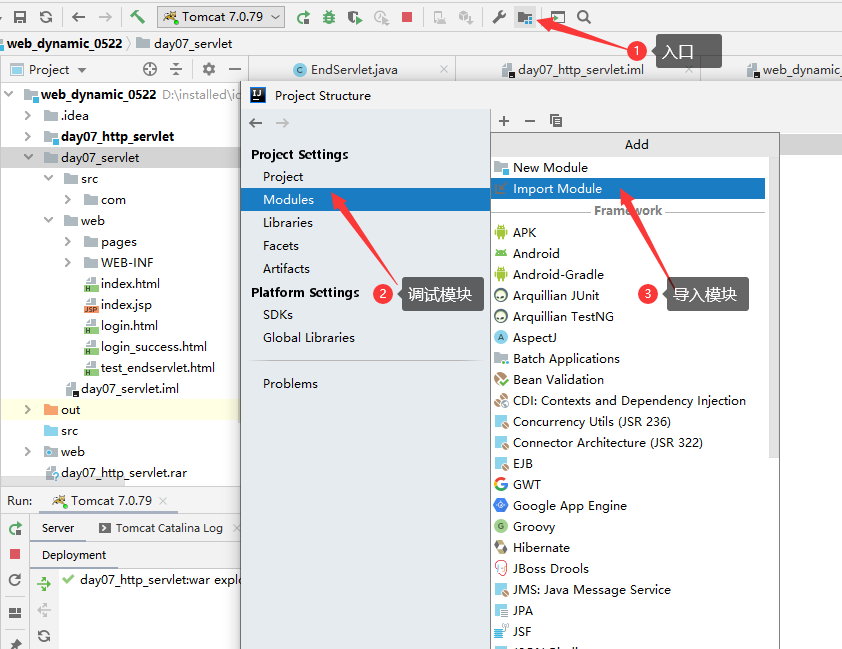 Tomcat 7.0.79
web_dynamic_0522
day07_servlet
1
入口
Project
EndServlet.java
day07_http_servlet.iml
web_dynamic_
web_dynamic_0522 D:\installed\ic
.idea
day07_http_servlet
day07_servlet
src
com
web
pages
WEB-INF
index.html
index.jsp
login.html
login_success.html
test_endservlet.html
day07_servlet.iml
out
src
web
day07_http_servlet.rar
Project Structure
Project Settings
Project
Modules
Libraries
Facets
Artifacts
Platform Settings
SDKs
Global Libraries
Problems
2
调试模块
Add
New Module
Import Module
Framework
3
导入模块
APK
Android
Android-Gradle
Arquillian JUnit
Arquillian TestNG
AspectJ
Batch Applications
Bean Validation
CDI: Contexts and Dependency Injection
Concurrency Utils (JSR 236)
Connector Architecture (JSR 322)
EJB
GWT
Google App Engine
Groovy
Hibernate
JBoss Drools
JMS: Java Message Service
JPA
JSF
Run:
Tomcat 7.0.79
Server
Tomcat Catalina Log
Deployment
day07_http_servlet:war explo